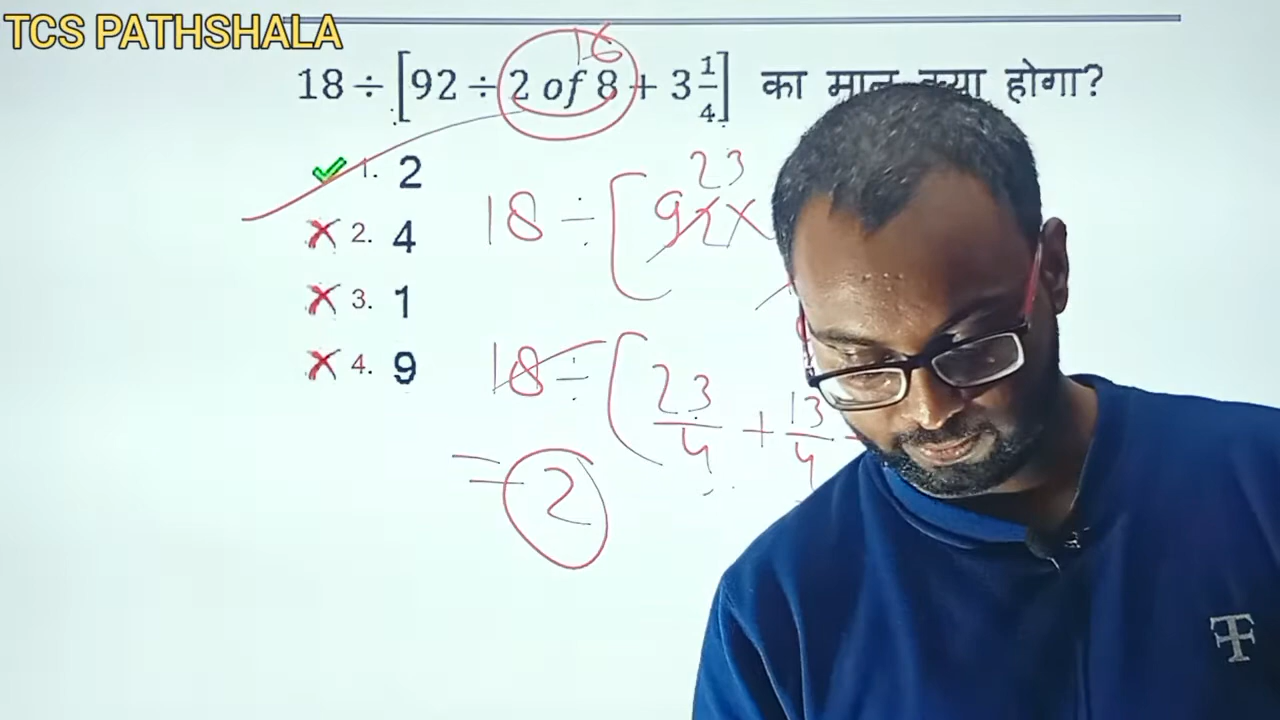 TCS PATHSHALA
18 ÷ [92 ÷ 2 of 8 + 3 1/4] का मान क्या होगा?
16
1. 2
2. 4
3. 1
4. 9
23
18 ÷ [92 ×
18 ÷ [23/4 + 13/4
= 2
T